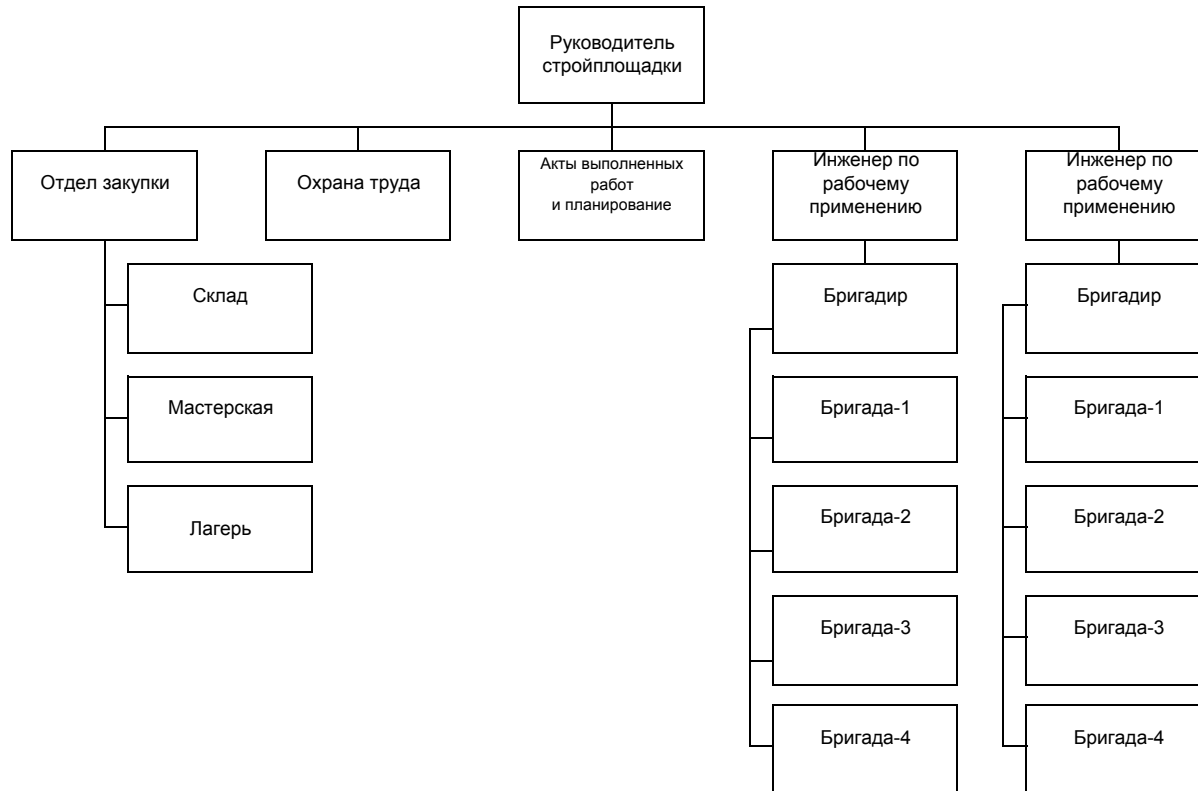 Руководитель
стройплощадки
Отдел закупки
Охрана труда
Акты выполненных
работ
и планирование
Инженер по
рабочему
применению
Инженер по
рабочему
применению
Склад
Мастерская
Лагерь
Бригадир
Бригада-1
Бригада-2
Бригада-3
Бригада-4
Бригадир
Бригада-1
Бригада-2
Бригада-3
Бригада-4